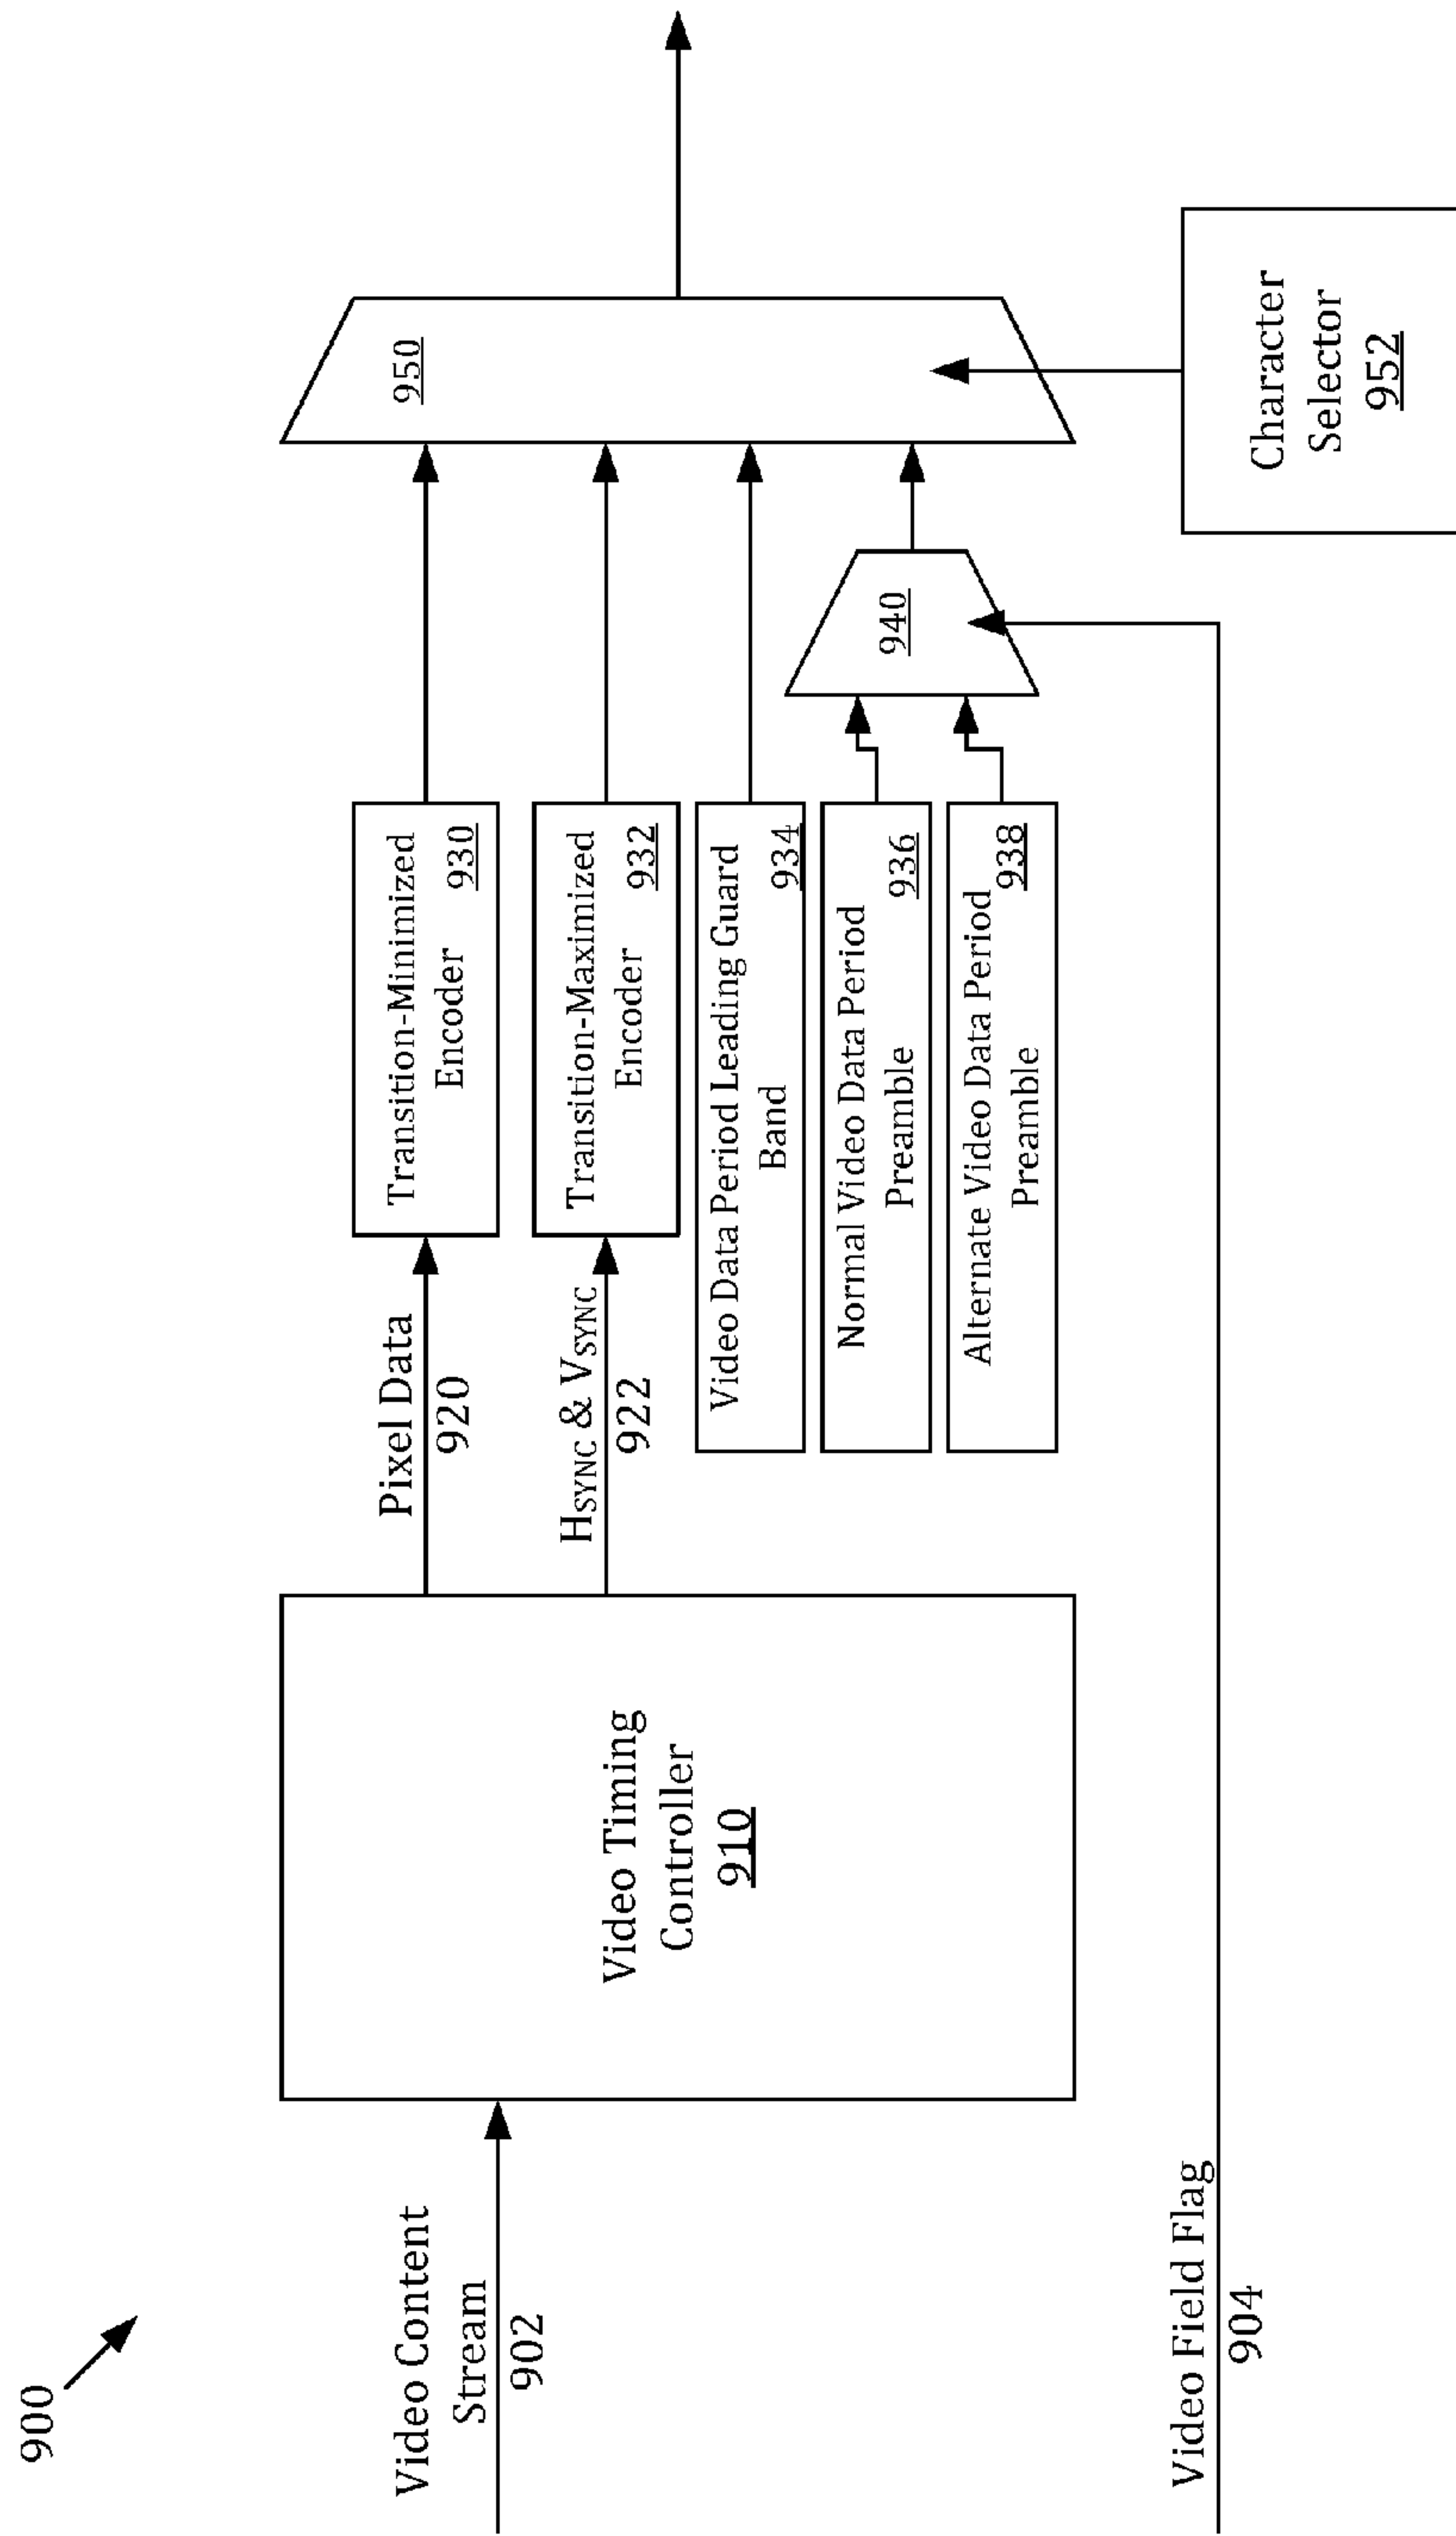 900
Video Content
Stream
902
Video Field Flag
904
Video Timing
Controller
910
Pixel Data
920
HSYNC & VSYNC
922
Transition-Minimized
Encoder 930
Transition-Maximized
Encoder 932
Video Data Period Leading Guard
Band 934
Normal Video Data Period
Preamble 936
Alternate Video Data Period
Preamble 938
940
950
Character
Selector
952